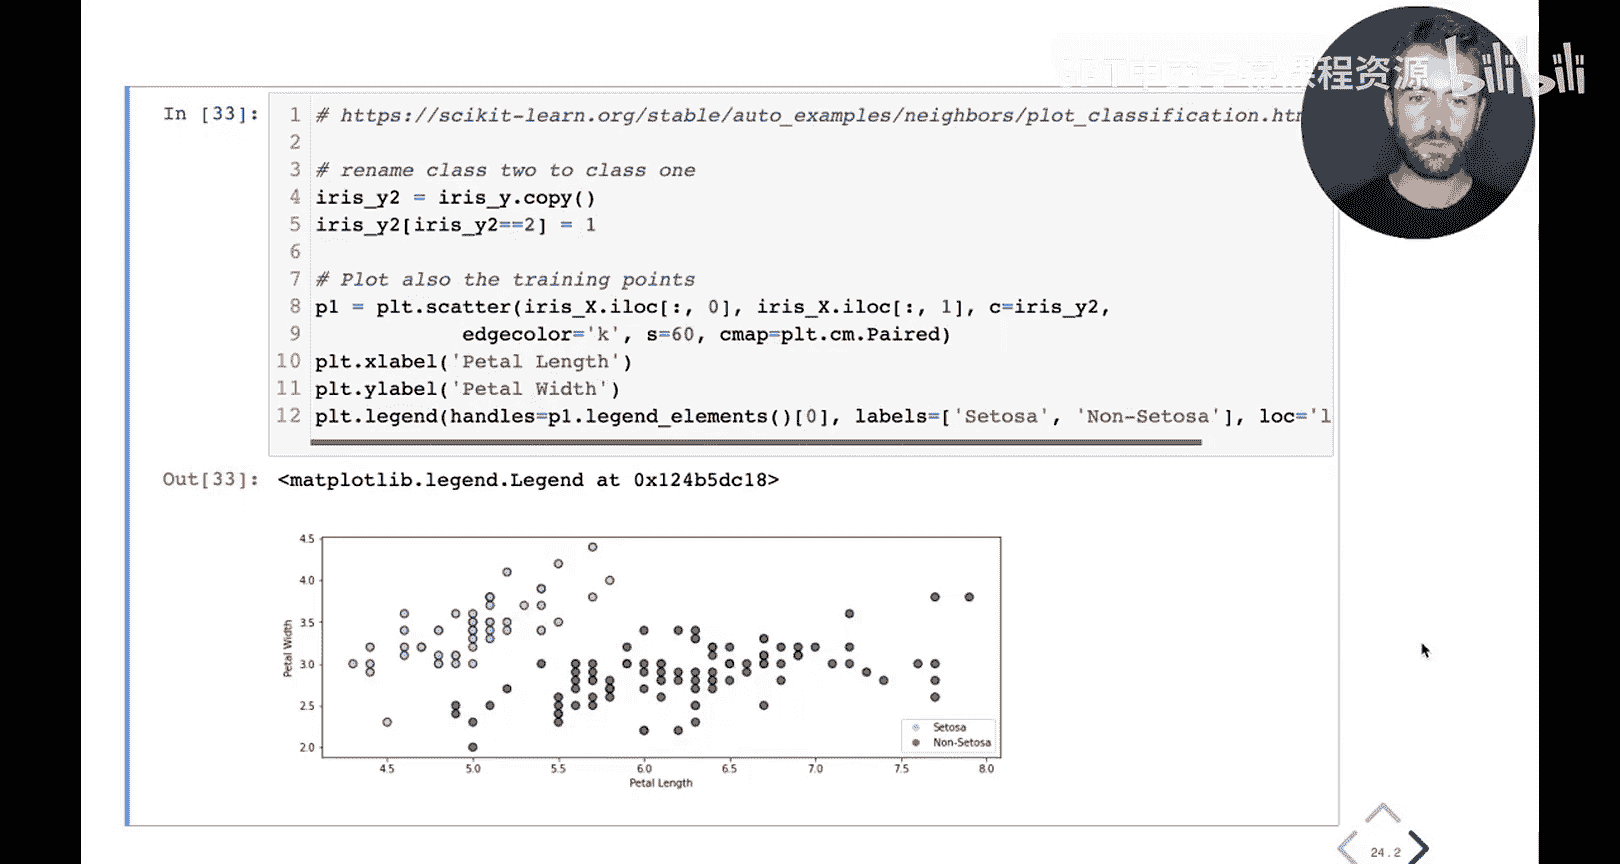 课程资源 bilibili
In [33]:
1 # https://scikit-learn.org/stable/auto_examples/neighbors/plot_classification.htm
2
3 # rename class two to class one
4 iris_y2 = iris_y.copy()
5 iris_y2[iris_y2==2] = 1
6
7 # Plot also the training points
8 p1 = plt.scatter(iris_X.iloc[:, 0], iris_X.iloc[:, 1], c=iris_y2,
9 edgecolor='k', s=60, cmap=plt.cm.Paired)
10 plt.xlabel('Petal Length')
11 plt.ylabel('Petal Width')
12 plt.legend(handles=p1.legend_elements()[0], labels=['Setosa', 'Non-Setosa'], loc='l
Out[33]: <matplotlib.legend.Legend at 0x124b5dc18>
4.5
4.0
3.5
3.0
2.5
2.0
Petal Width
Setosa
Non-Setosa
4.5 5.0 5.5 6.0 6.5 7.0 7.5 8.0
Petal Length
24.2